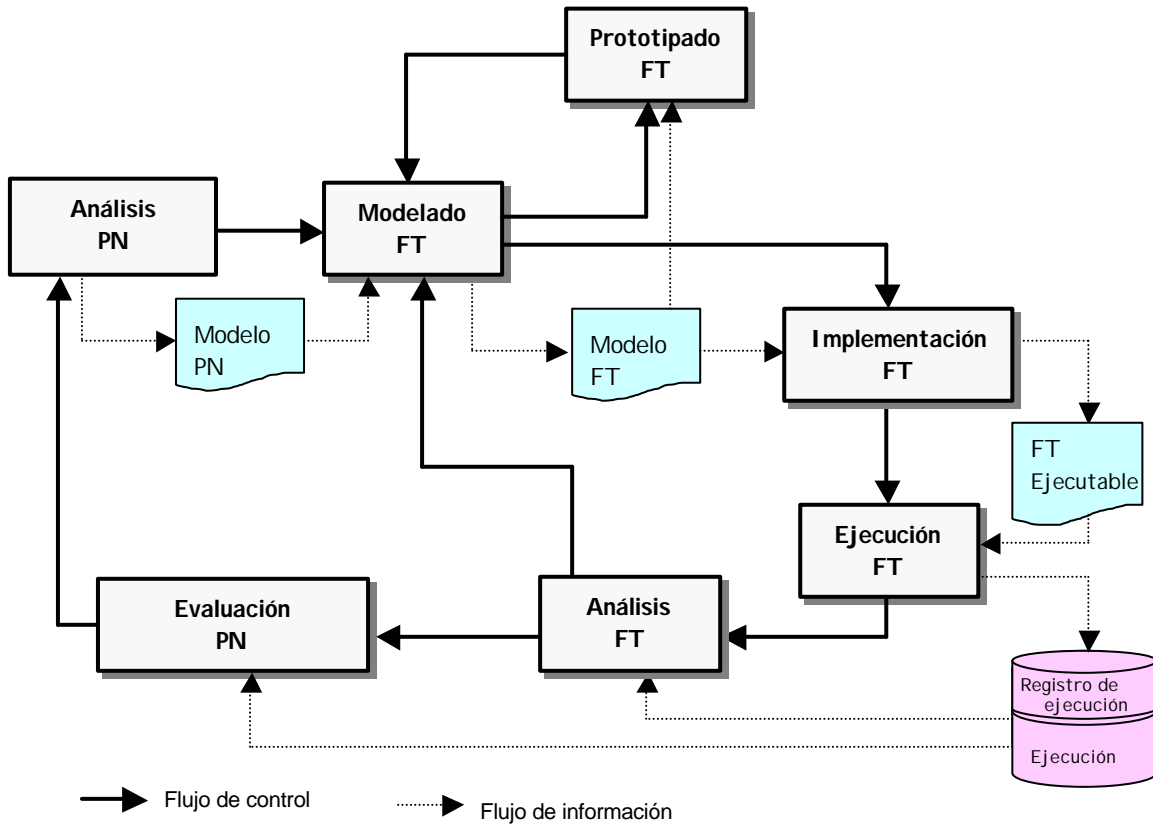 Prototipado
FT
Análisis
PN
Modelado
FT
Modelo
PN
Modelo
FT
Implementación
FT
FT
Ejecutable
Ejecución
FT
Análisis
FT
Evaluación
PN
Registro de
ejecución
Ejecución
Flujo de control
Flujo de información